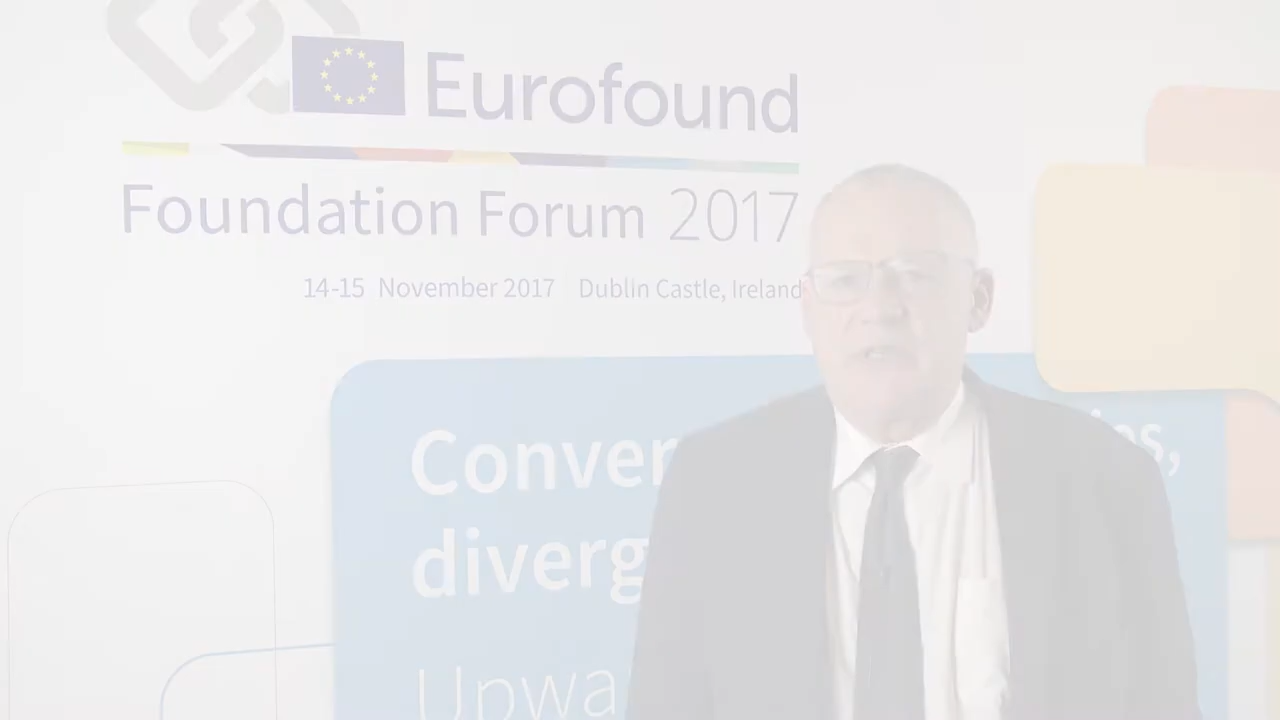 Eurofound
Foundation Forum 2017
14-15 November 2017 Dublin Castle, Ireland
Conver
diverg
Upwa